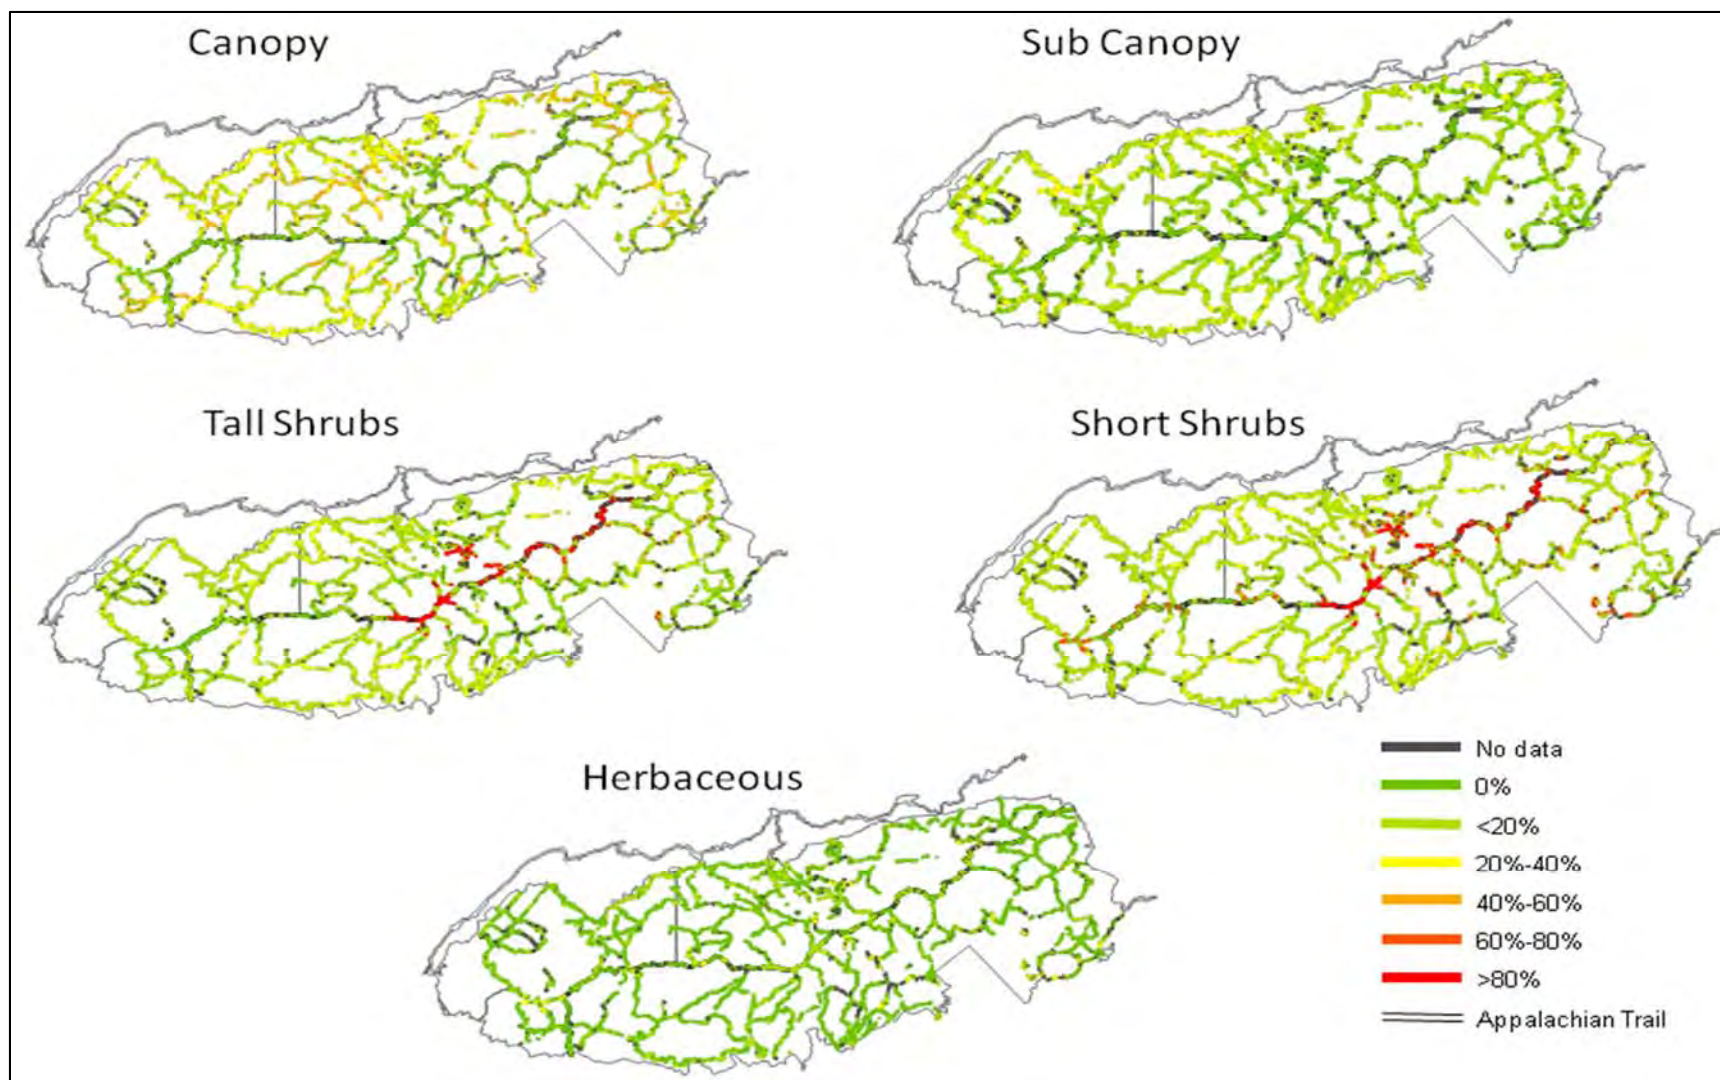 Canopy
Sub Canopy
Tall Shrubs
Short Shrubs
Herbaceous
No data
0%
<20%
20%-40%
40%-60%
60%-80%
>80%
Appalachian Trail